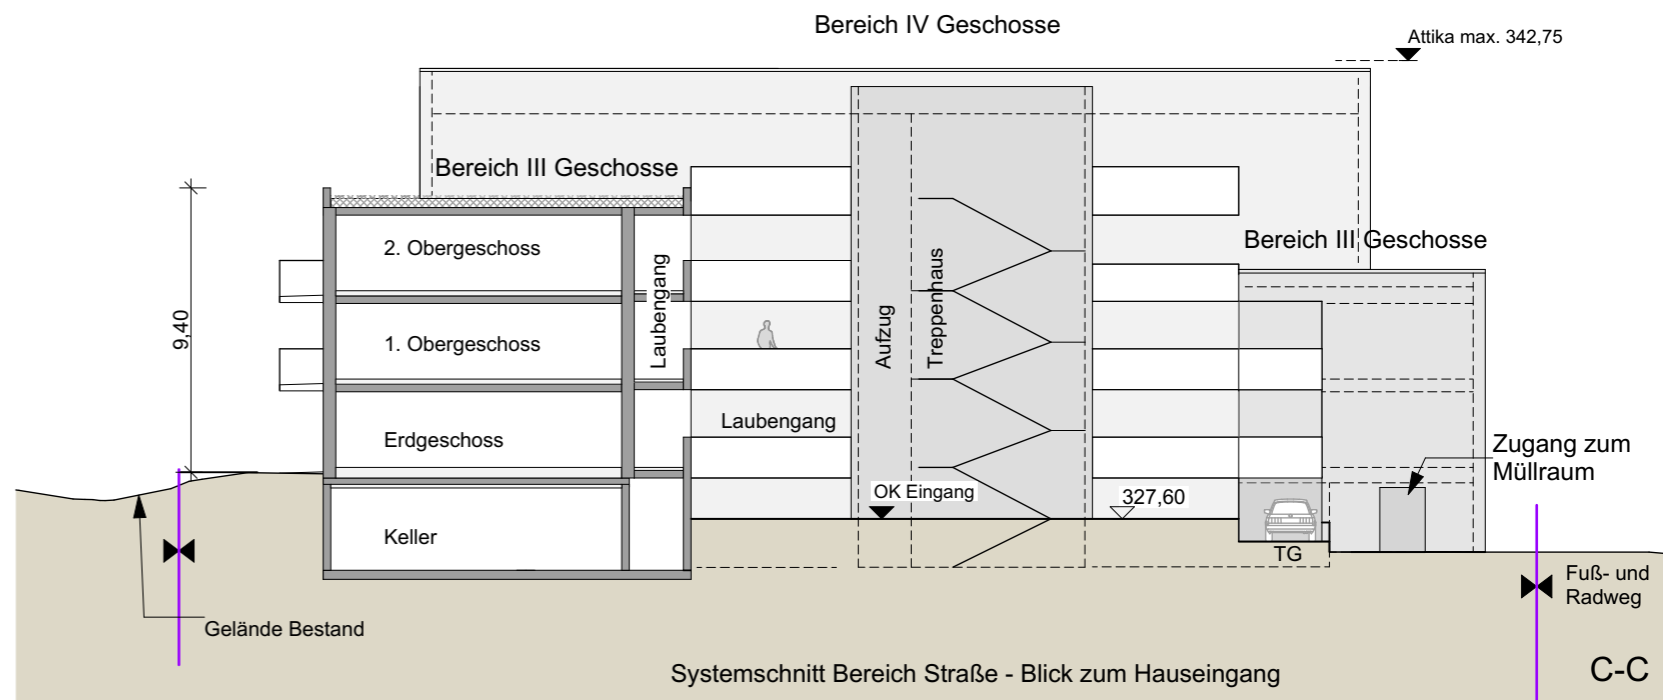 Bereich IV Geschosse
Attika max. 342,75
Bereich III Geschosse
Bereich III Geschosse
2. Obergeschoss
1. Obergeschoss
Erdgeschoss
Keller
Laubengang
Laubengang
Aufzug
Treppenhaus
9,40
OK Eingang
327,60
TG
Zugang zum
Müllraum
Fuß- und
Radweg
Gelände Bestand
Systemschnitt Bereich Straße - Blick zum Hauseingang
C-C